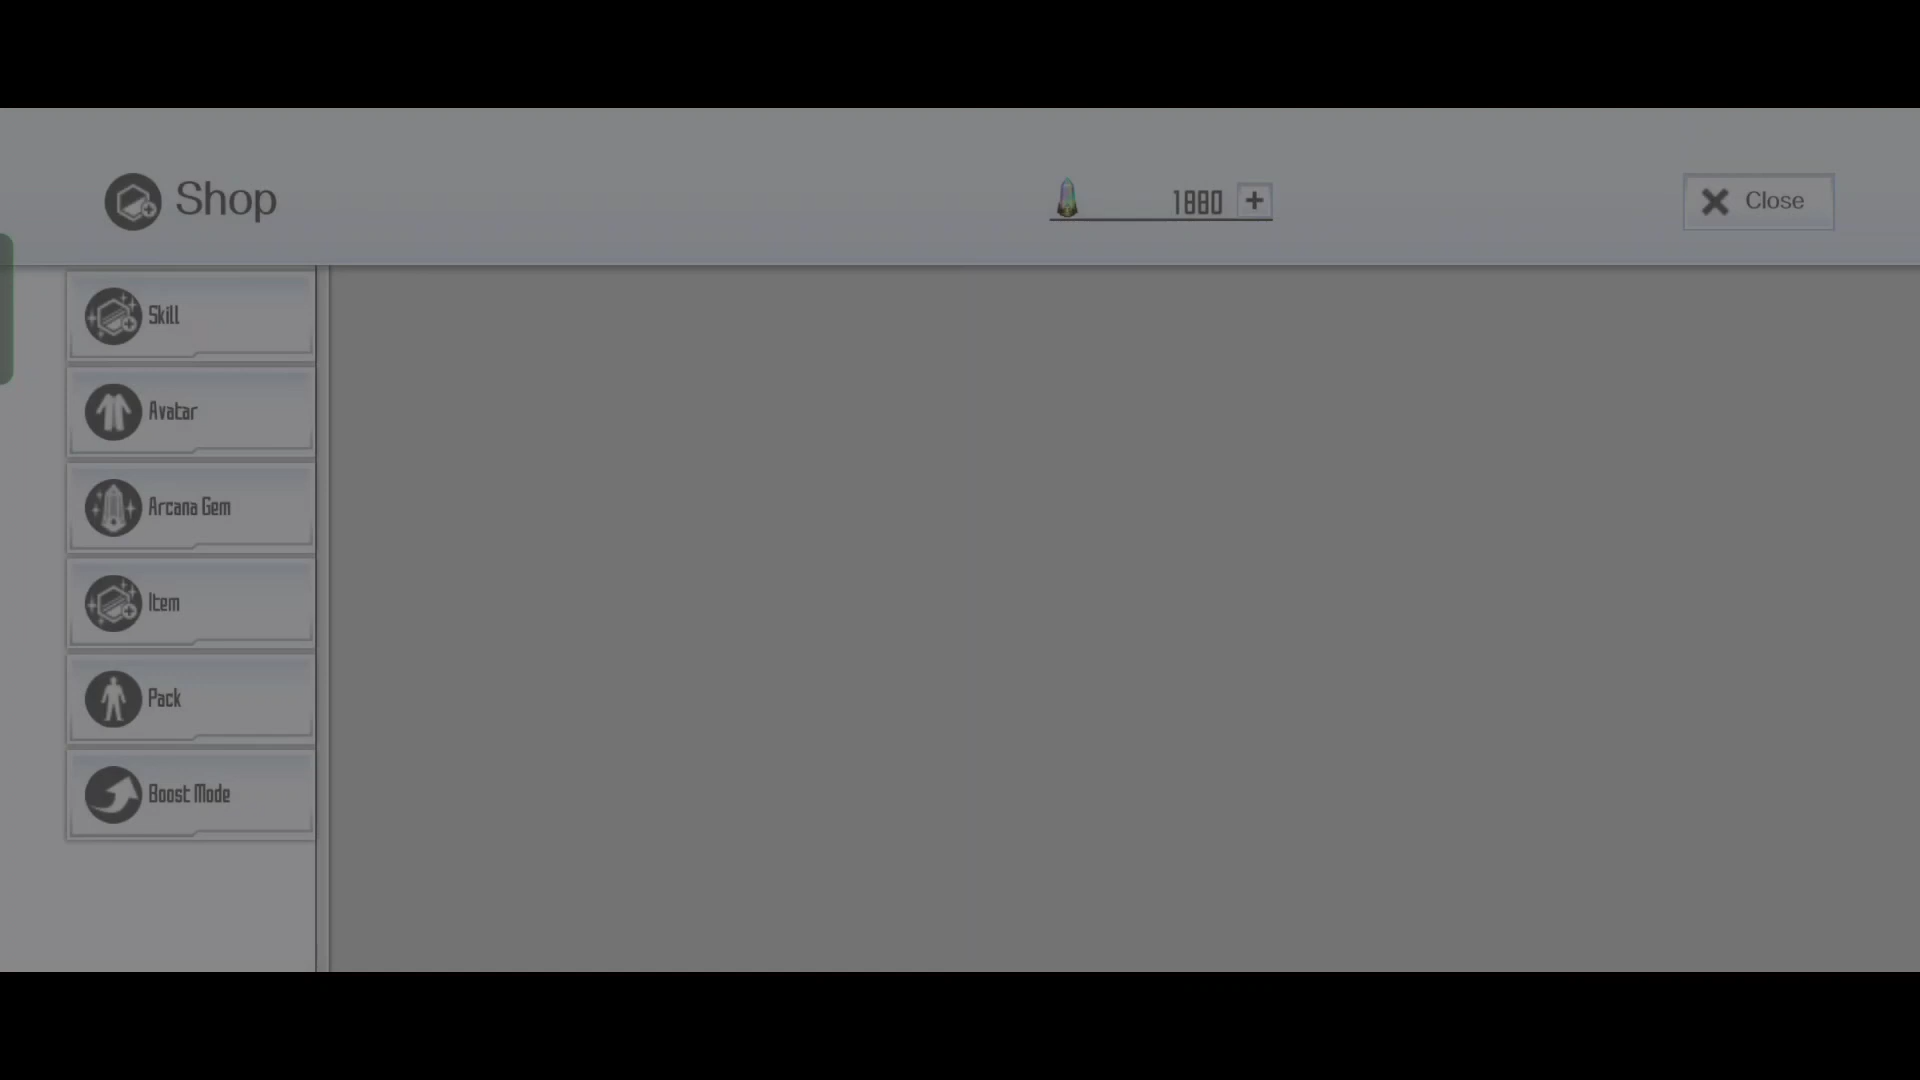 Shop
1880
Close
Skill
Avatar
Arcana Gem
Item
Pack
Boost Mode